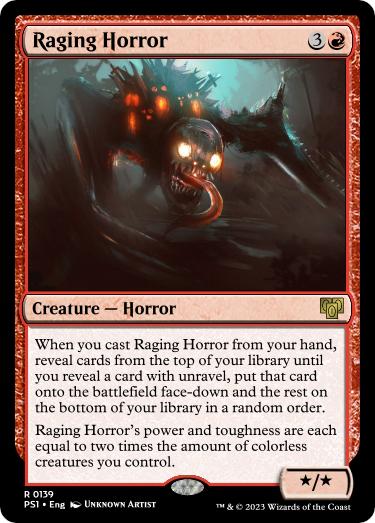 Raging Horror 3
Creature — Horror
When you cast Raging Horror from your hand,
reveal cards from the top of your library until
you reveal a card with unravel, put that card
onto the battlefield face-down and the rest on
the bottom of your library in a random order.
Raging Horror's power and toughness are each
equal to two times the amount of colorless
creatures you control.
★/★
R 0139
PS1 • Eng Unknown Artist
™ & © 2023 Wizards of the Coast